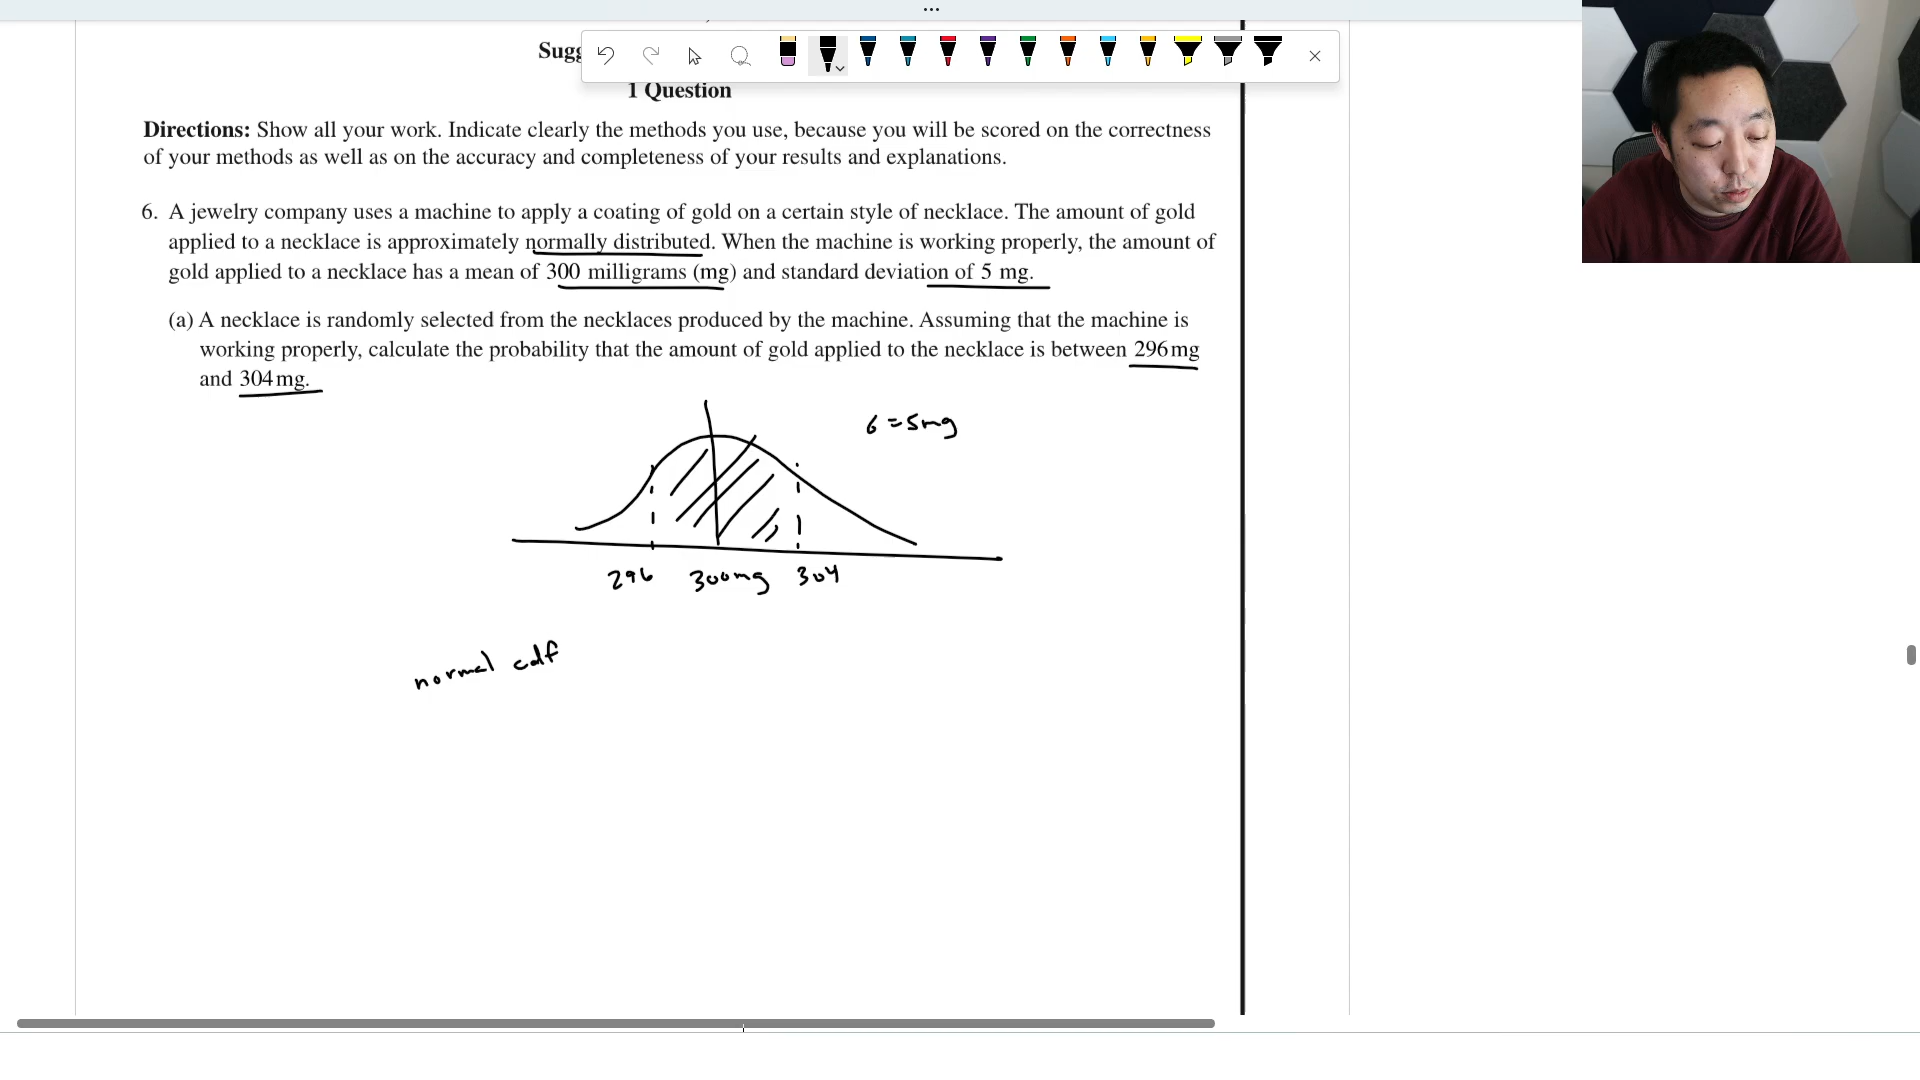 ...
Sugg
1 Question
Directions: Show all your work. Indicate clearly the methods you use, because you will be scored on the correctness
of your methods as well as on the accuracy and completeness of your results and explanations.
6. A jewelry company uses a machine to apply a coating of gold on a certain style of necklace. The amount of gold
applied to a necklace is approximately normally distributed. When the machine is working properly, the amount of
gold applied to a necklace has a mean of 300 milligrams (mg) and standard deviation of 5 mg.
(a) A necklace is randomly selected from the necklaces produced by the machine. Assuming that the machine is
working properly, calculate the probability that the amount of gold applied to the necklace is between 296 mg
and 304 mg.
σ = 5mg
296 300mg 304
normal cdf